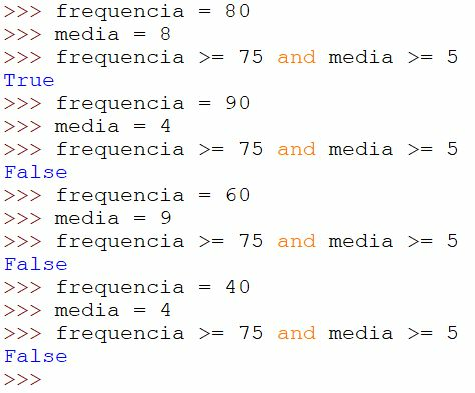 >>> frequencia = 80
>>> media = 8
>>> frequencia >= 75 and media >= 5
True
>>> frequencia = 90
>>> media = 4
>>> frequencia >= 75 and media >= 5
False
>>> frequencia = 60
>>> media = 9
>>> frequencia >= 75 and media >= 5
False
>>> frequencia = 40
>>> media = 4
>>> frequencia >= 75 and media >= 5
False
>>>